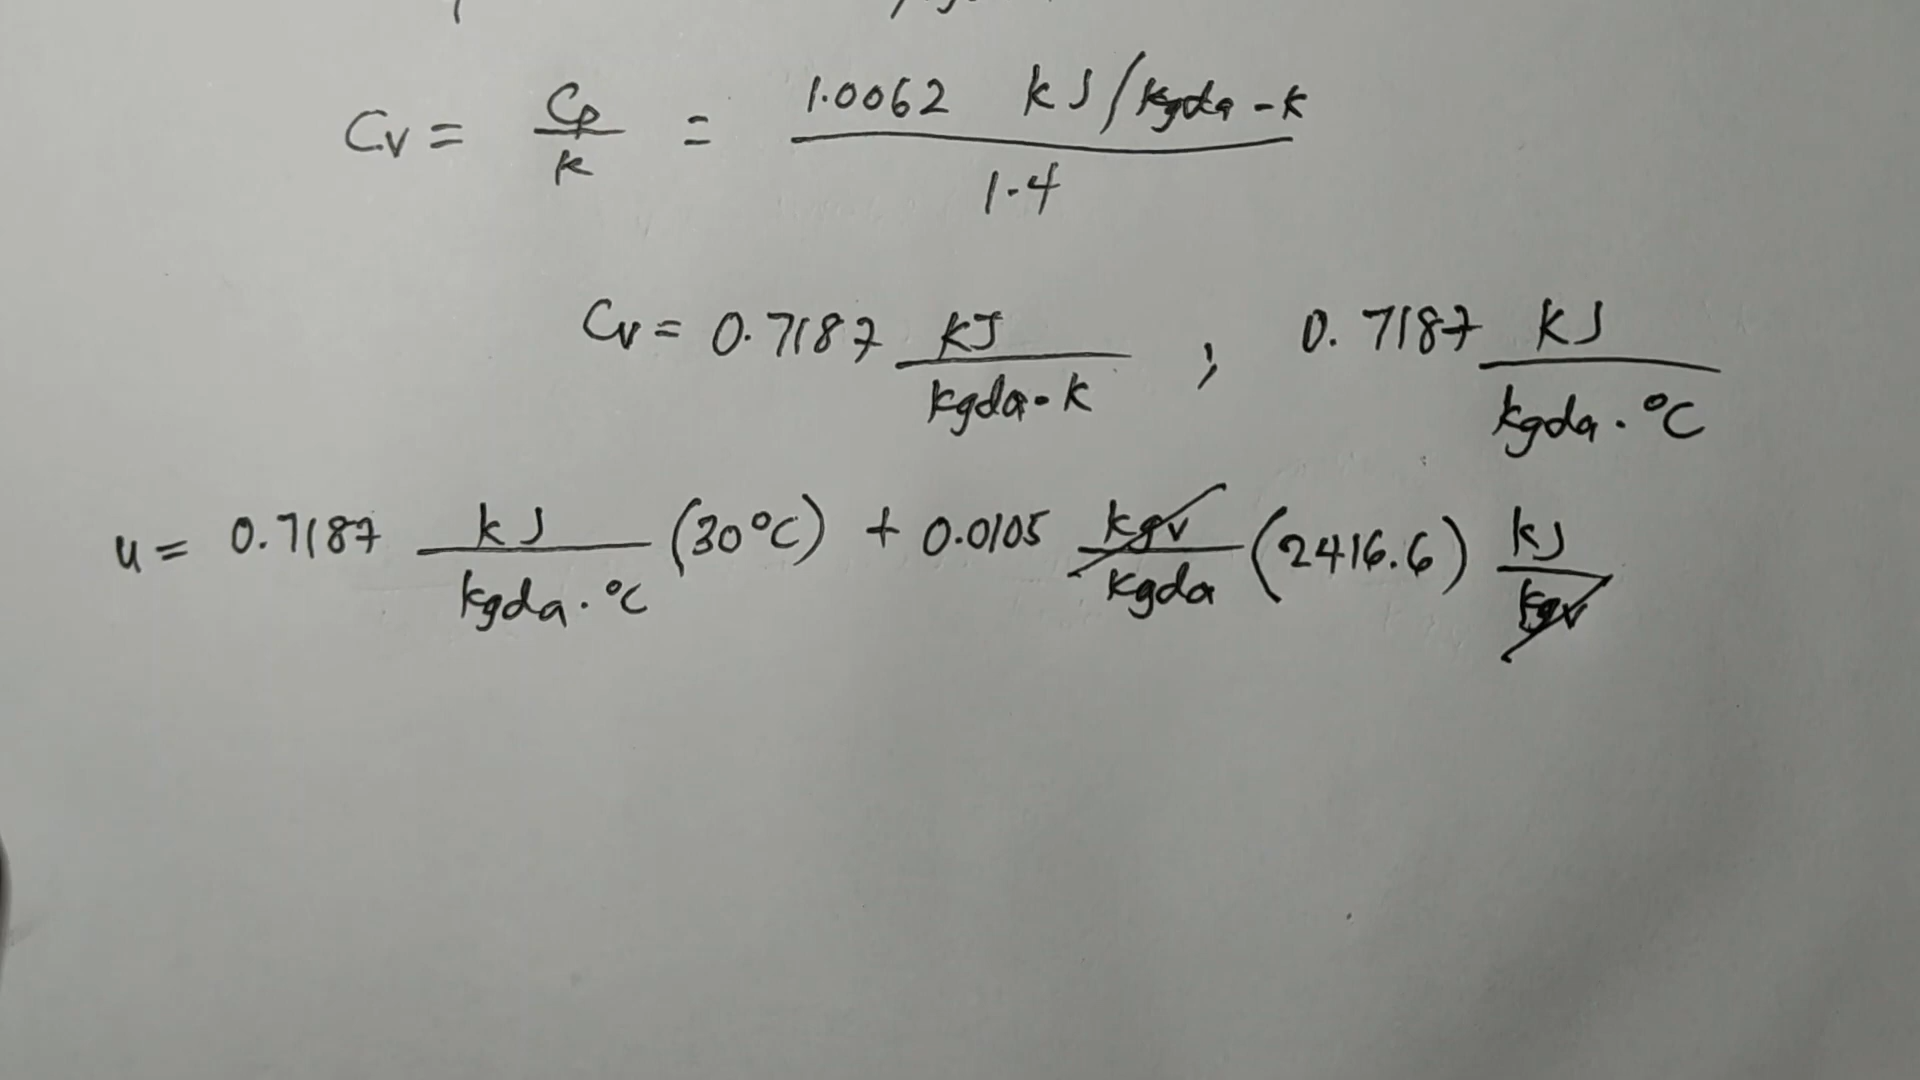 Cv = Cp/k = 1.0062 kJ/kgda-k / 1.4
Cv = 0.7187 kJ/kgda-k ; 0.7187 kJ/kgda·°C
u = 0.7187 kJ/kgda·°C (30°C) + 0.0105 kgv/kgda (2416.6) kJ/kgv